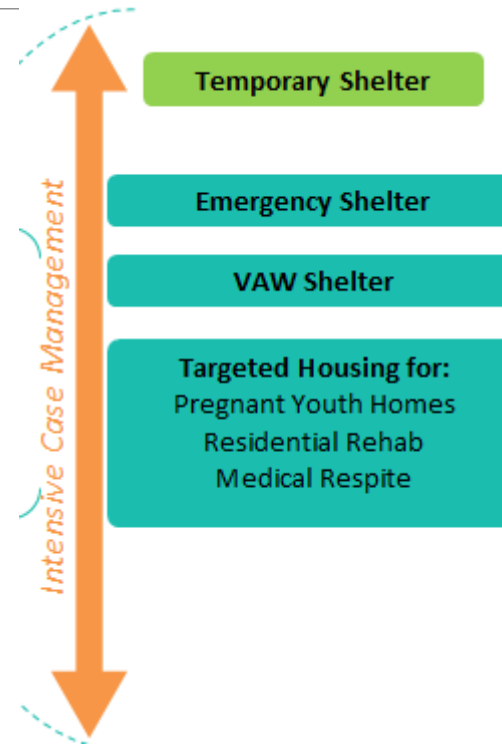 Temporary Shelter
Intensive Case Management
Emergency Shelter
VAW Shelter
Targeted Housing for:
Pregnant Youth Homes
Residential Rehab
Medical Respite